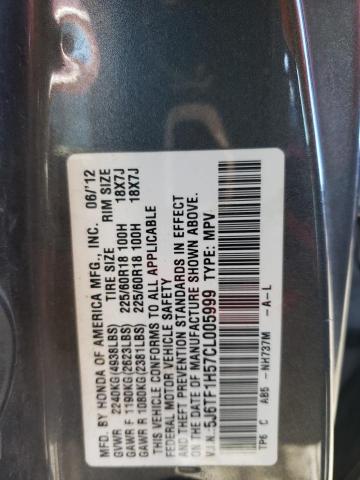 MFD. BY HONDA OF AMERICA MFG., INC. 06/'12
TIRE SIZE RIM SIZE
GVWR 2240KG(4938LBS)
GAWR F 1190KG(2623LBS) 225/60R18 100H 18X7J
GAWR R 1080KG(2381LBS) 225/60R18 100H 18X7J
THIS VEHICLE CONFORMS TO ALL APPLICABLE
FEDERAL MOTOR VEHICLE SAFETY
AND THEFT PREVENTION STANDARDS IN EFFECT
ON THE DATE OF MANUFACTURE SHOWN ABOVE.
V.I.N.:5J6TF1H57CL005999 TYPE: MPV
TP6 C AB5 -NH737M -A-L